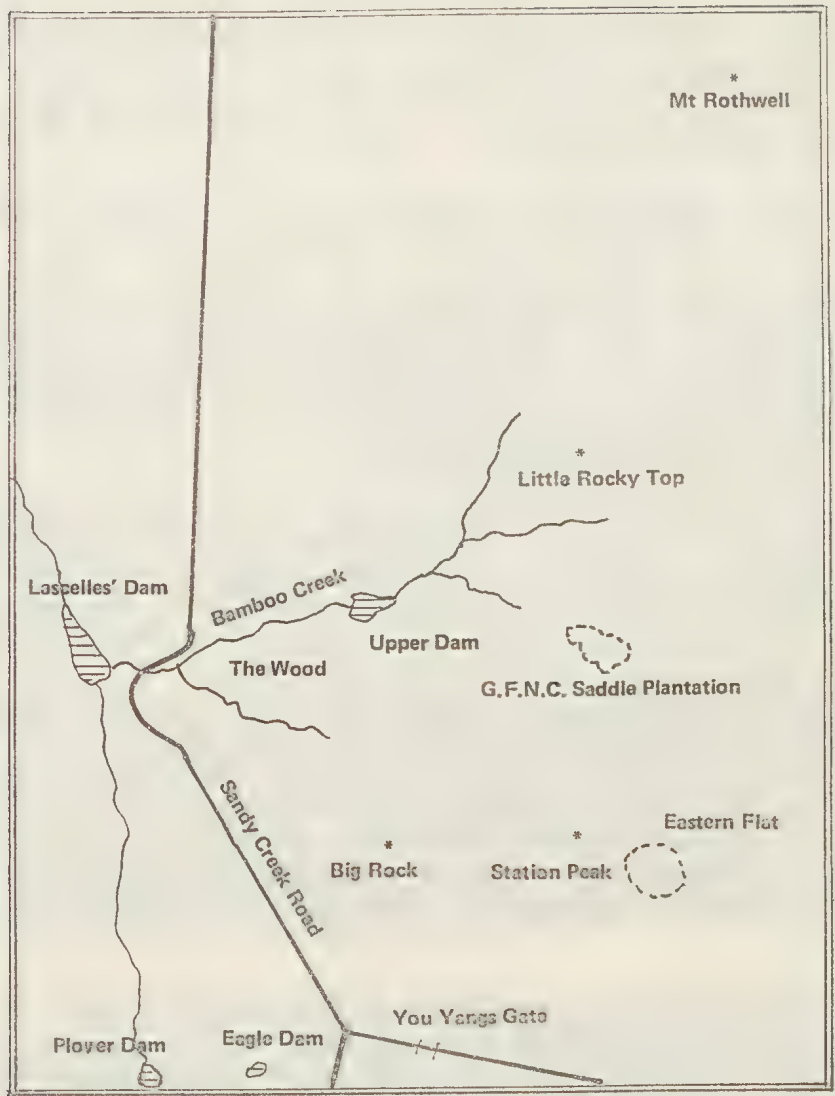 Mt Rothwell
Little Rocky Top
Lascelles' Dam
Bamboo Creek
Upper Dam
The Wood
G.F.N.C. Saddle Plantation
Sandy Creek Road
Eastern Flat
Big Rock
Station Peak
You Yangs Gate
Plover Dam
Eagle Dam